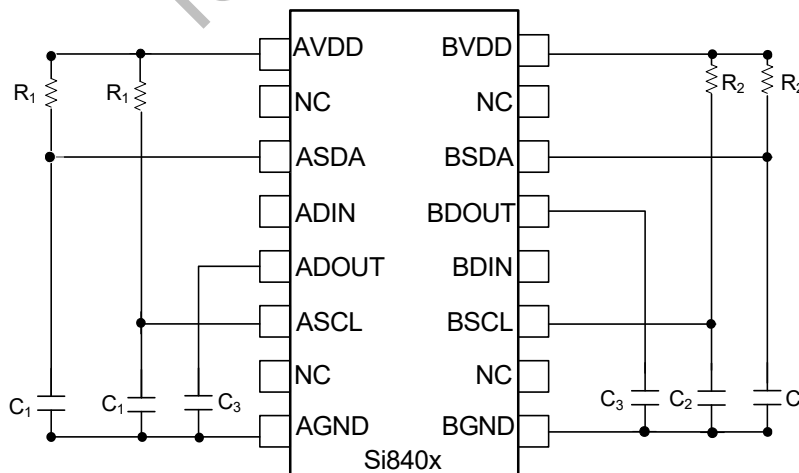 AVDD BVDD
R1 R1 R2 R2
NC NC
ASDA BSDA
ADIN BDOUT
ADOUT BDIN
ASCL BSCL
NC NC
C1 C1 C3 C3 C2 C
AGND BGND
Si840x